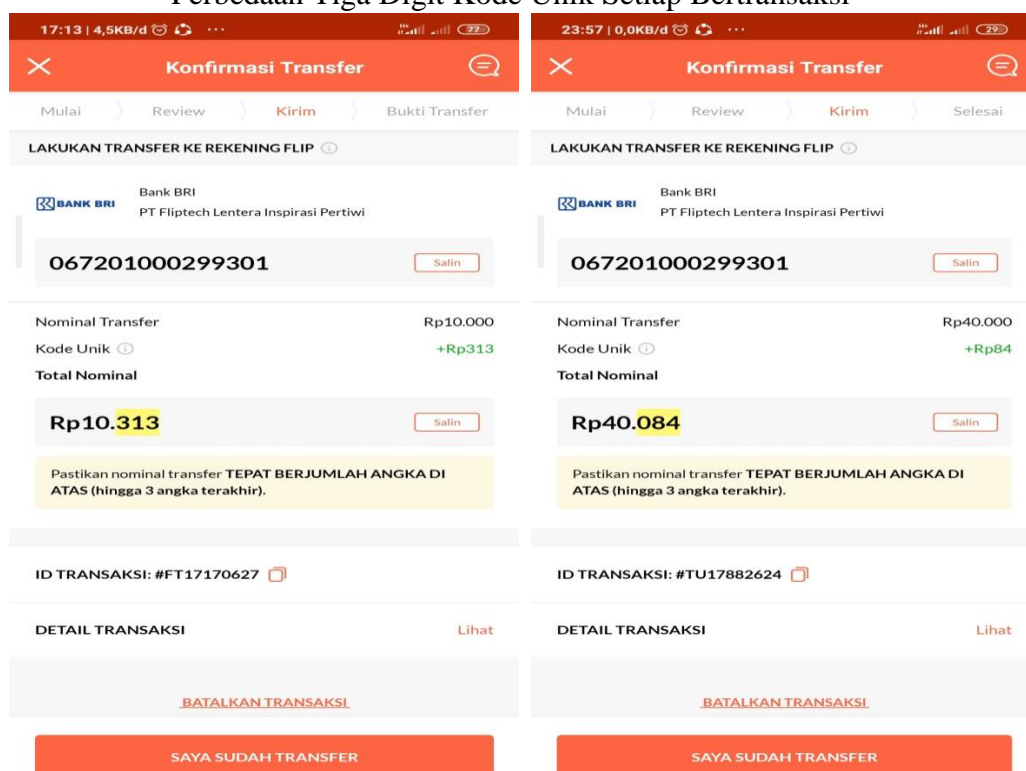 Perbedaan Tiga Digit Kode Unik Setiap Bertransaksi
17:13 | 4,5KB/d ... 77
Konfirmasi Transfer
Mulai Review Kirim Bukti Transfer
LAKUKAN TRANSFER KE REKENING FLIP
BANK BRI
Bank BRI
PT Fliptech Lentera Inspirasi Pertiwi
067201000299301 Salin
Nominal Transfer Rp10.000
Kode Unik +Rp313
Total Nominal
Rp10.313 Salin
Pastikan nominal transfer TEPAT BERJUMLAH ANGKA DI
ATAS (hingga 3 angka terakhir).
ID TRANSAKSI: #FT17170627
DETAIL TRANSAKSI Lihat
BATALKAN TRANSAKSI
SAYA SUDAH TRANSFER
23:57 | 0,0KB/d ... 29
Konfirmasi Transfer
Mulai Review Kirim Selesai
LAKUKAN TRANSFER KE REKENING FLIP
BANK BRI
Bank BRI
PT Fliptech Lentera Inspirasi Pertiwi
067201000299301 Salin
Nominal Transfer Rp40.000
Kode Unik +Rp84
Total Nominal
Rp40.084 Salin
Pastikan nominal transfer TEPAT BERJUMLAH ANGKA DI
ATAS (hingga 3 angka terakhir).
ID TRANSAKSI: #TU17882624
DETAIL TRANSAKSI Lihat
BATALKAN TRANSAKSI
SAYA SUDAH TRANSFER